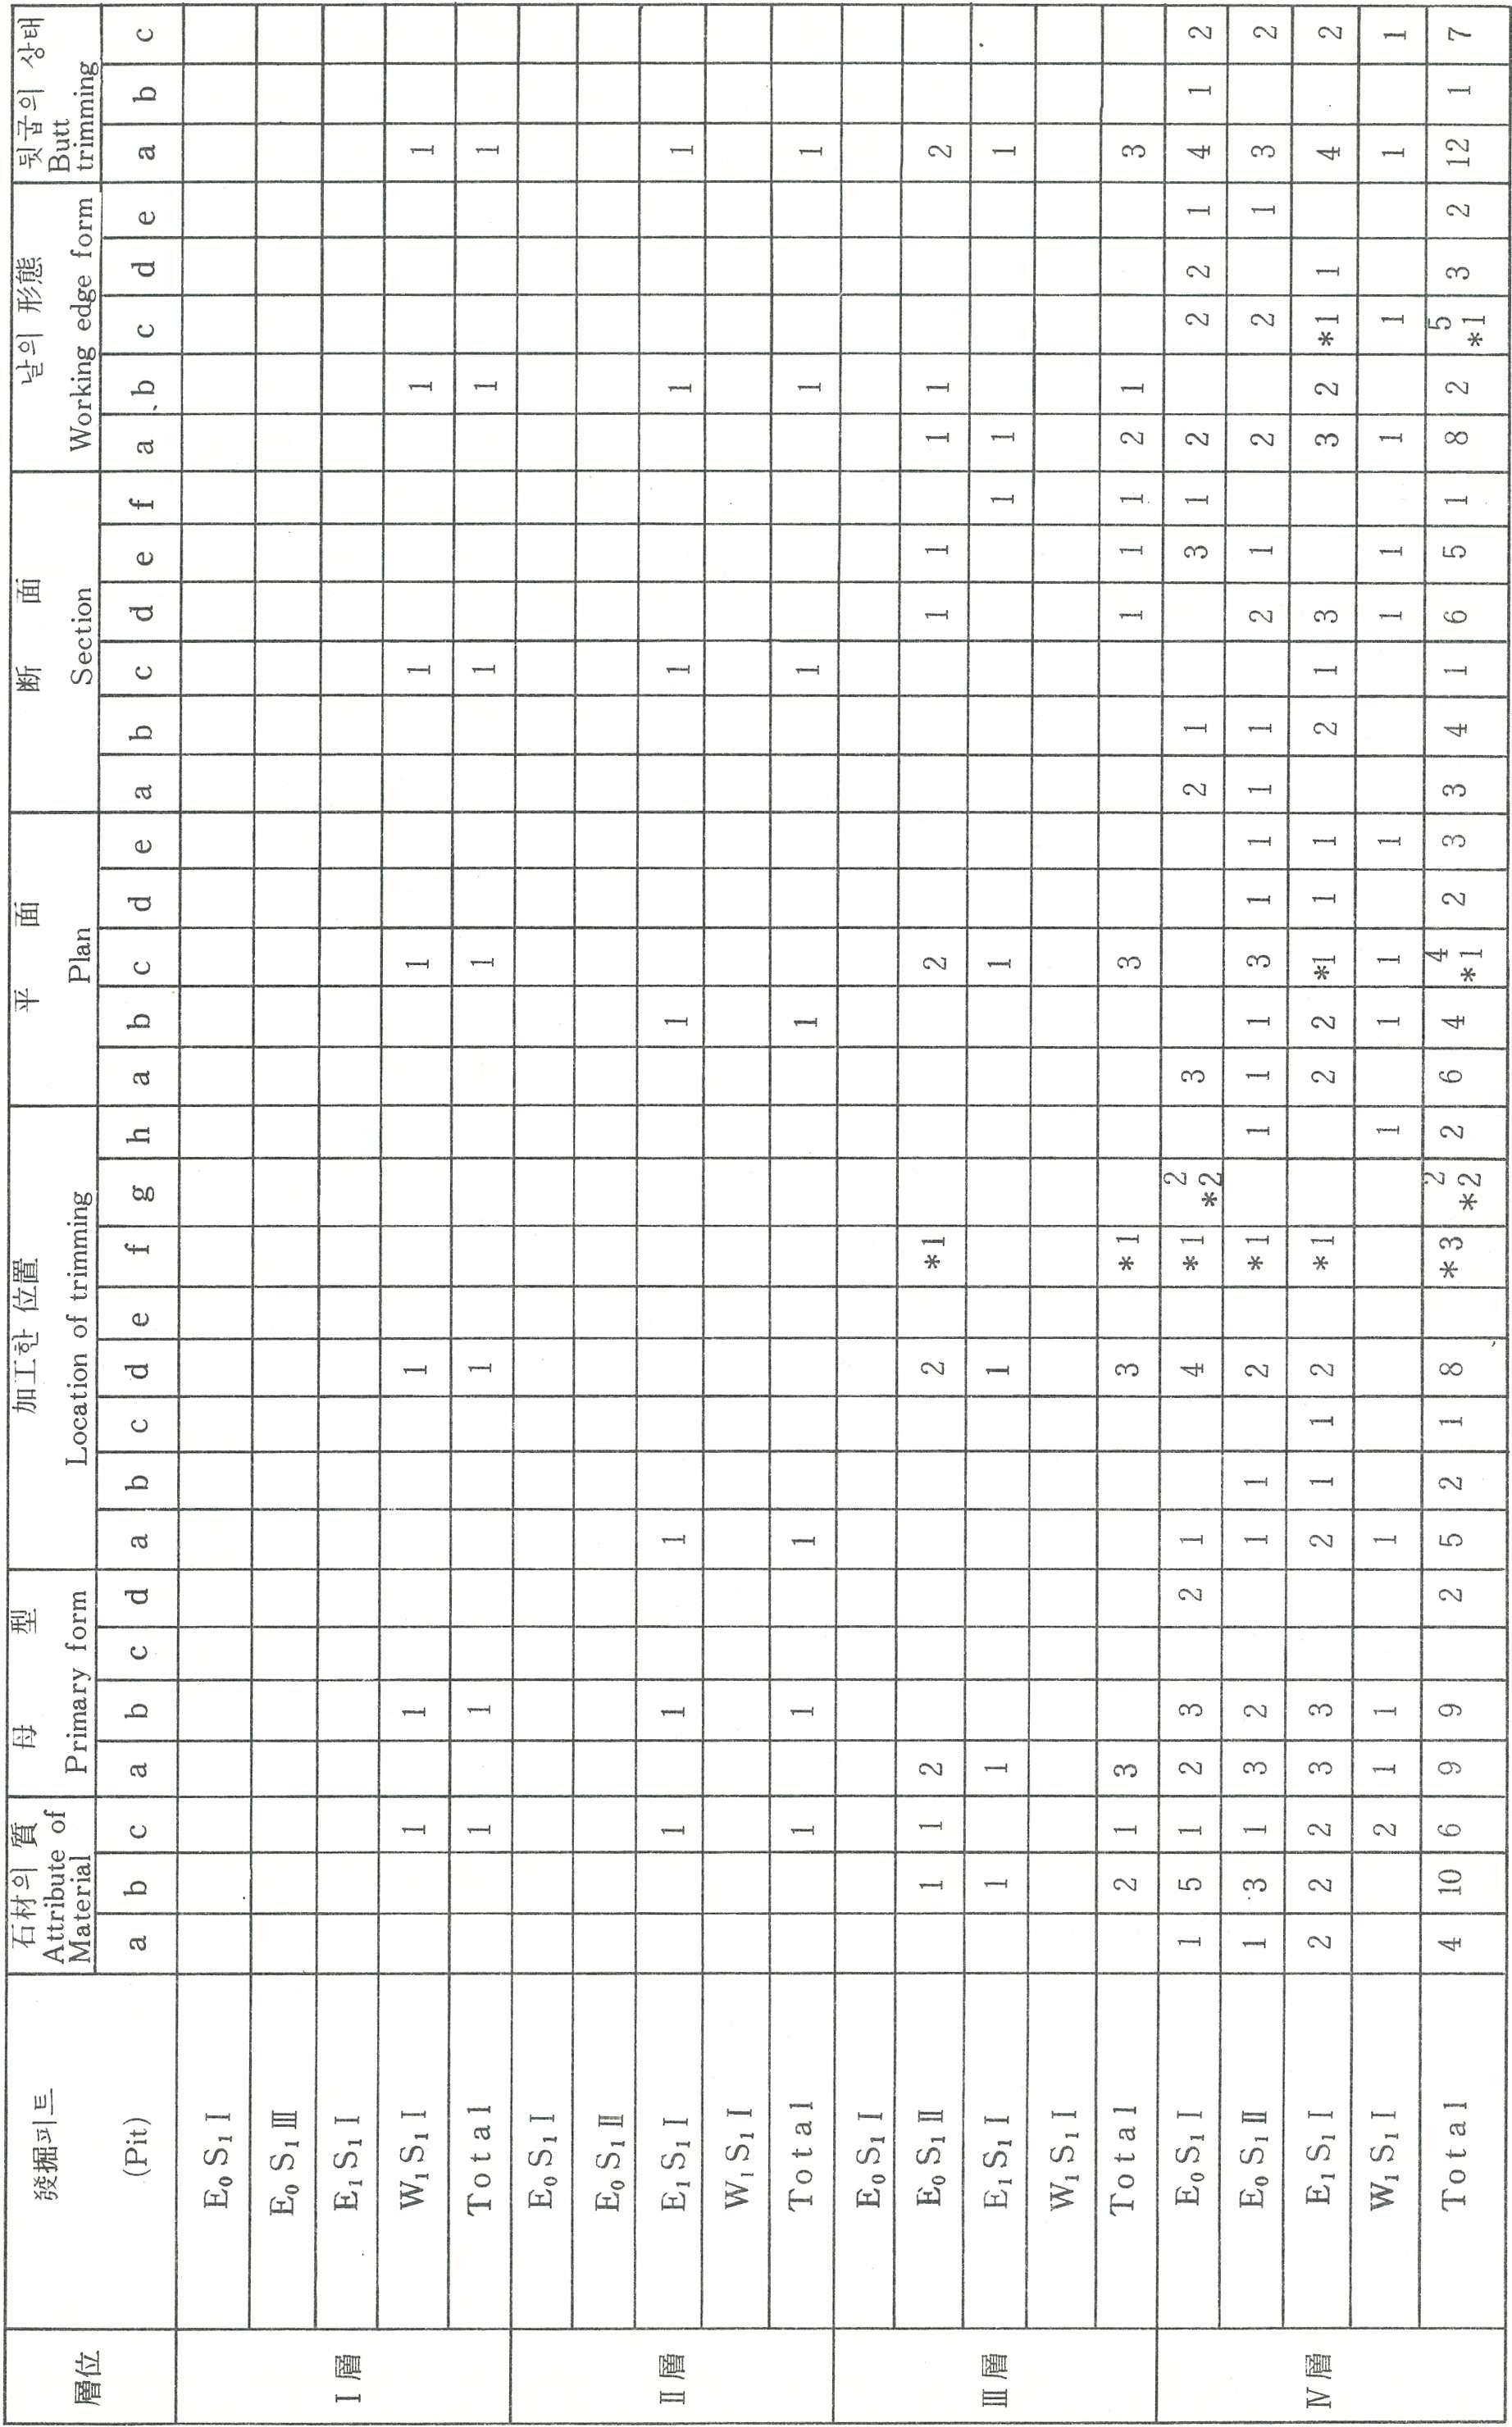 層位 發掘피트 (Pit) 石材의 質 Attribute of Material 母 型 Primary form 加工한 位置 Location of trimming 平 面 Plan 断 面 Section 날의 形態 Working edge form 뒷굽의 상태 Butt trimming
a b c a b c d a b c d e f g h a b c d e a b c d e f a b c d e a b c
I 層
E₀ S₁ I
E₀ S₁ III
E₁ S₁ I
W₁ S₁ I 1 1 1 1 1 1 1
Total 1 1 1 1 1 1 1
II 層
E₀ S₁ I
E₀ S₁ II
E₁ S₁ I 1 1 1 1 1 1 1
W₁ S₁ I
Total 1 1 1 1 1 1 1
III 層
E₀ S₁ I
E₀ S₁ II 1 1 2 2 *1 2 1 1 1 1 2
E₁ S₁ I 1 1 1 1 1 1 1
W₁ S₁ I
Total 2 1 3 3 *1 3 1 1 1 2 1 3
IV 層
E₀ S₁ I 1 5 1 2 3 2 1 4 *1 2 *2 3 2 1 3 1 2 2 2 1 4 1 2
E₀ S₁ II 1 3 1 3 2 1 1 2 *1 1 1 1 3 1 1 1 1 2 1 2 2 1 3 2
E₁ S₁ I 2 2 2 3 3 2 1 1 2 *1 2 2 *1 1 1 2 1 3 3 2 *1 1 4 2
W₁ S₁ I 2 1 1 1 1 1 1 1 1 1 1 1 1 1
Total 4 10 6 9 9 2 5 2 1 8 *3 2 *2 2 6 4 4 *1 2 3 3 4 1 6 5 1 8 2 5 *1 3 2 12 1 7